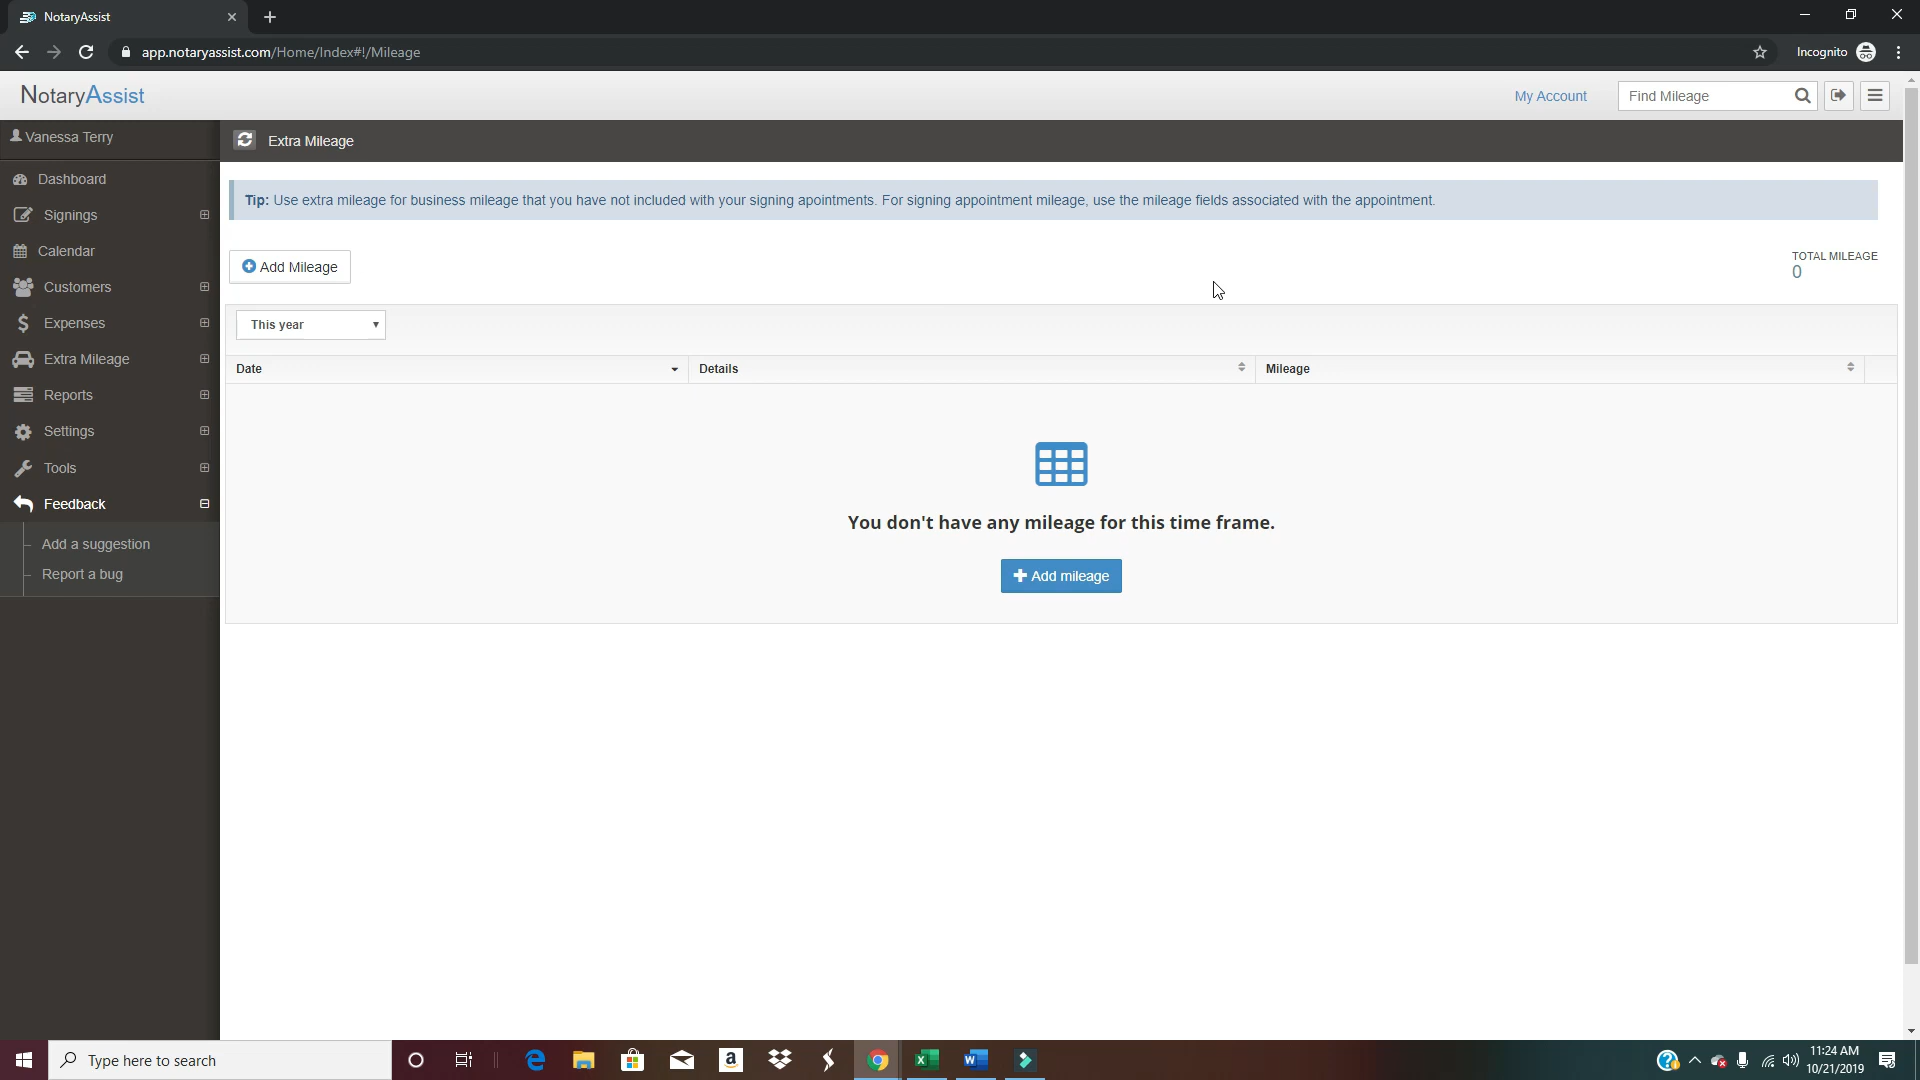 NotaryAssist
app.notaryassist.com/Home/Index#!/Mileage
Incognito
NotaryAssist
My Account
Find Mileage
Vanessa Terry
Extra Mileage
Dashboard
Tip: Use extra mileage for business mileage that you have not included with your signing apointments. For signing appointment mileage, use the mileage fields associated with the appointment.
Signings
Calendar
Add Mileage
TOTAL MILEAGE
0
Customers
Expenses
This year
Extra Mileage
Date
Details
Mileage
Reports
Settings
Tools
Feedback
You don't have any mileage for this time frame.
Add a suggestion
Report a bug
Add mileage
Type here to search
11:24 AM
10/21/2019